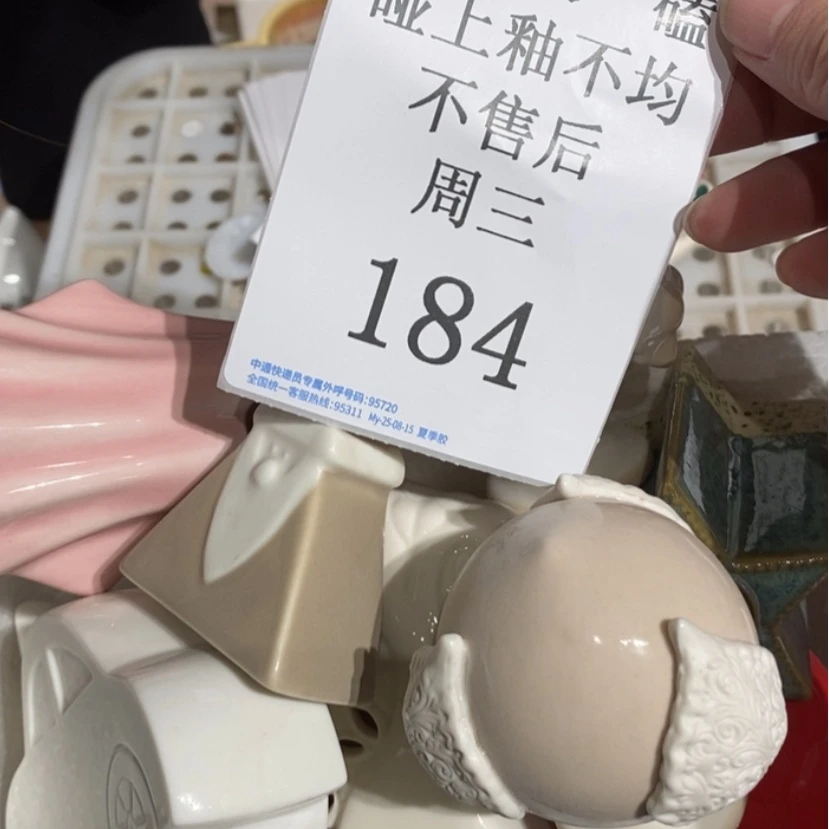 磕
碰上釉不均
不售后
周三
184
中通快递员专属外呼号码:95720
全国统一客服热线:95311 My-25-08-15 夏季胶